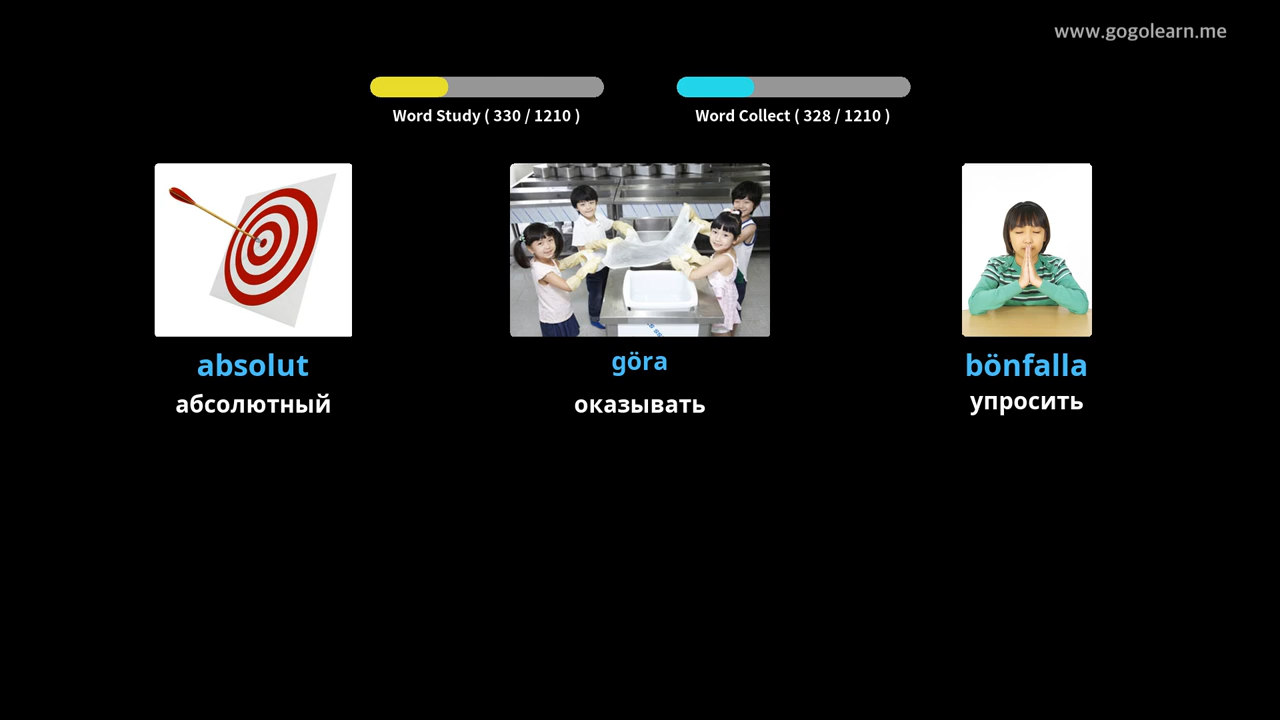 www.gogolearn.me
Word Study ( 330 / 1210 )
Word Collect ( 328 / 1210 )
absolut
göra
bönfalla
абсолютный
оказывать
упросить